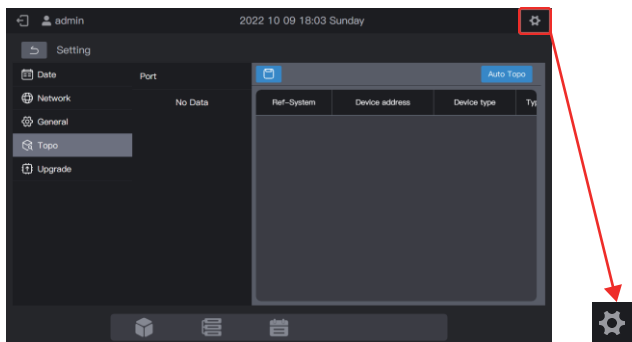 admin
2022 10 09 18:03 Sunday
Setting
Date
Network
General
Topo
Upgrade
Port
No Data
Auto Topo
Ref-System Device address Device type Typ